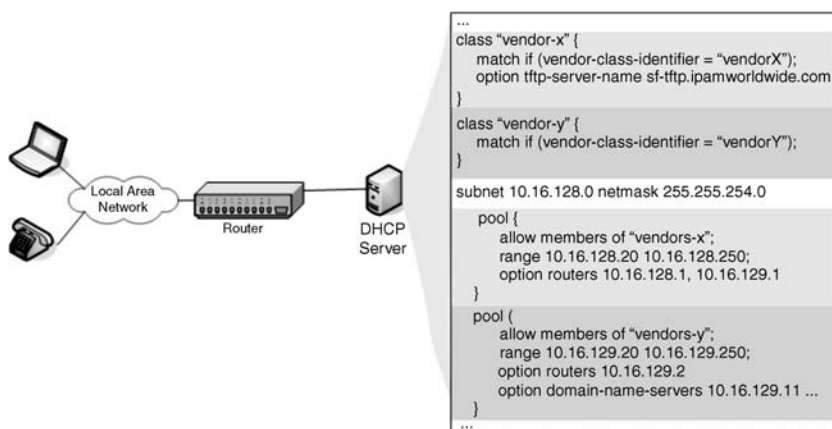 ...
class “vendor-x” {
match if (vendor-class-identifier = “vendorX”);
option tftp-server-name sf-tftp.ipamworldwide.com
}
class “vendor-y” {
match if (vendor-class-identifier = “vendorY”);
}
subnet 10.16.128.0 netmask 255.255.254.0
pool {
allow members of “vendors-x”;
range 10.16.128.20 10.16.128.250;
option routers 10.16.128.1, 10.16.129.1
}
pool (
allow members of “vendors-y”;
range 10.16.129.20 10.16.129.250;
option routers 10.16.129.2
option domain-name-servers 10.16.129.11 ...
}
...
Local Area
Network
Router
DHCP
Server